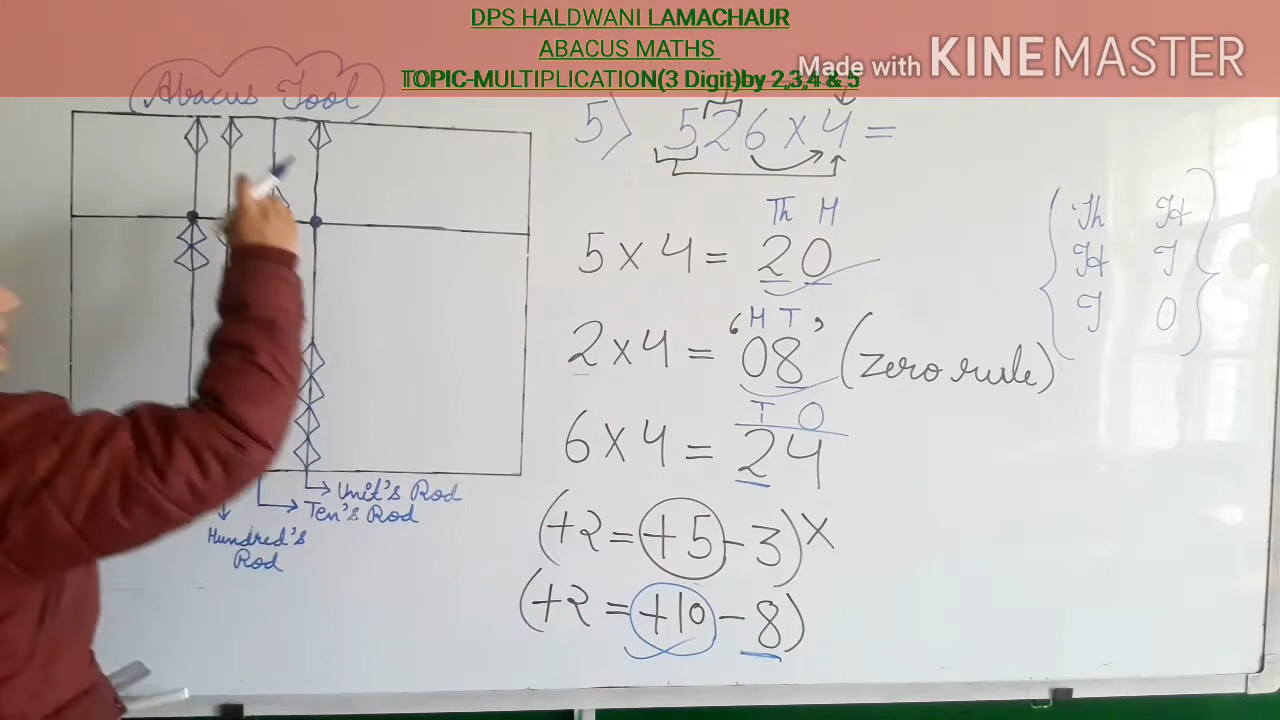 DPS HALDWANI LAMACHAUR
ABACUS MATHS
TOPIC-MULTIPLICATION(3 Digit)by 2,3,4 & 5
Made with KINEMASTER
Abacus Tool
Unit's Rod
Ten's Rod
Hundred's
Rod
5) 526 x 4 =
Th H
5 x 4 = 20
'H T'
2 x 4 = 08 (zero rule)
T O
6 x 4 = 24
(+2 = +5 - 3) x
(+2 = +10 - 8)
Th H
H T
T O